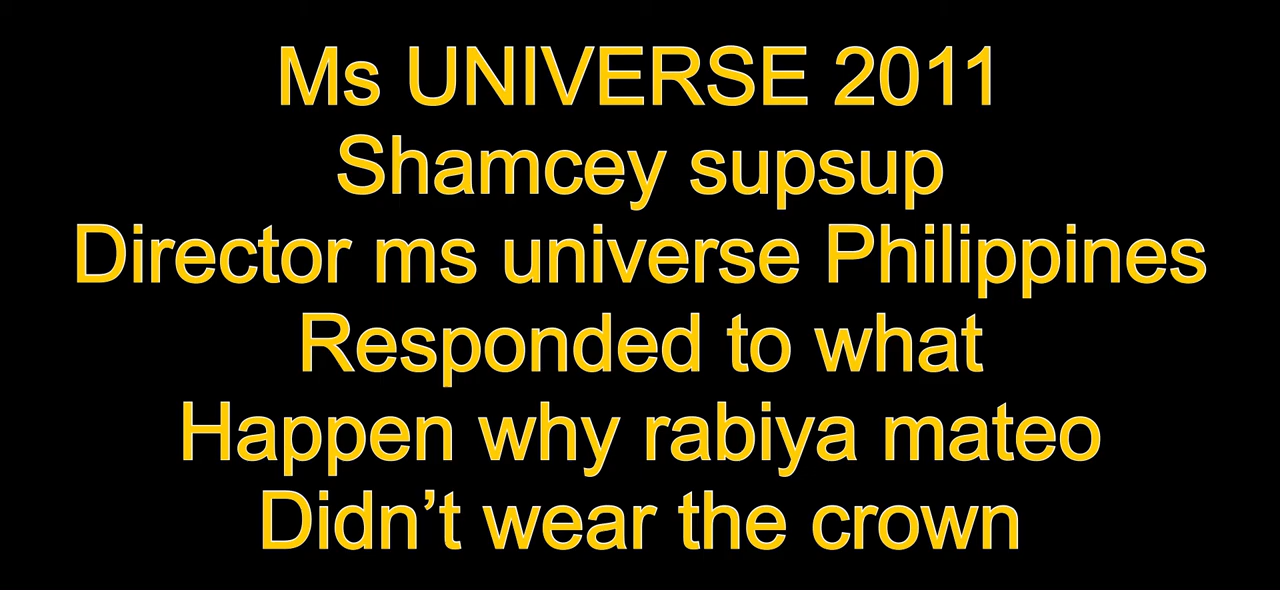 Ms UNIVERSE 2011
Shamcey supsup
Director ms universe Philippines
Responded to what
Happen why rabiya mateo
Didn’t wear the crown